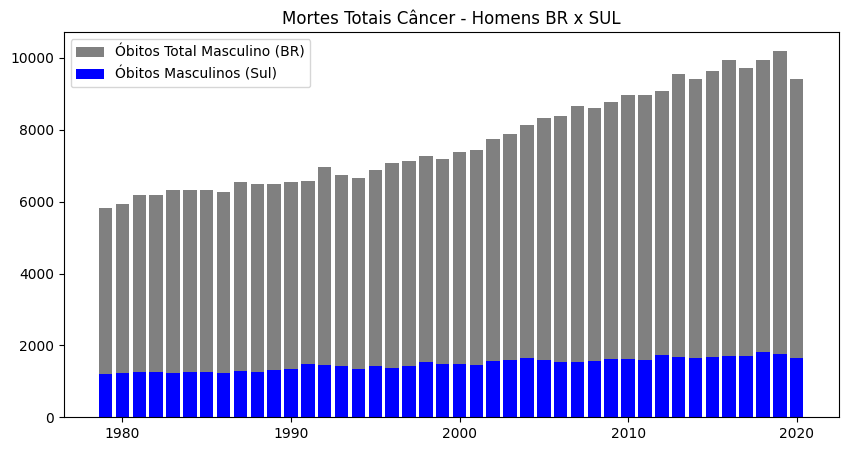 Mortes Totais Câncer - Homens BR x SUL
Óbitos Total Masculino (BR)
Óbitos Masculinos (Sul)
10000
8000
6000
4000
2000
0
1980 1990 2000 2010 2020